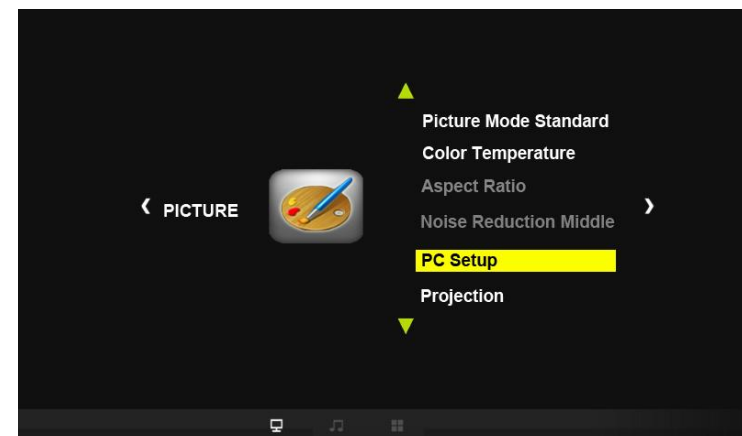 Picture Mode Standard
Color Temperature
Aspect Ratio
PICTURE
Noise Reduction Middle
PC Setup
Projection